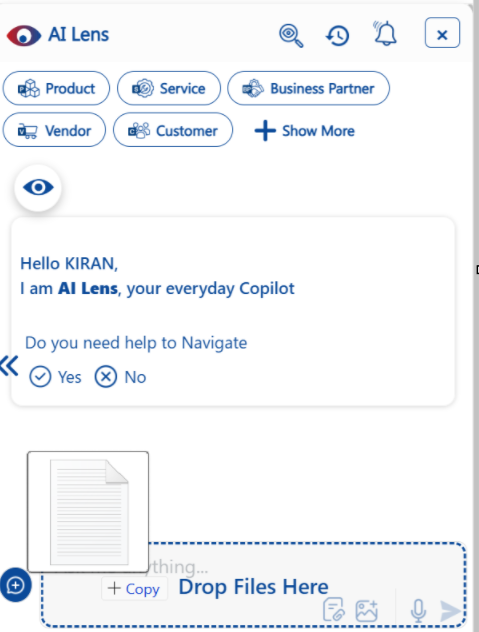 AI Lens
Product Service Business Partner
Vendor Customer Show More
Hello KIRAN,
I am AI Lens, your everyday Copilot
Do you need help to Navigate
Yes No
thing...
+ Copy Drop Files Here